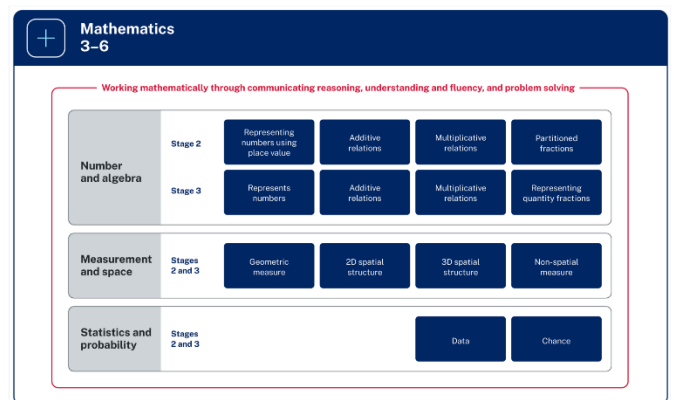 Mathematics
3–6
Working mathematically through communicating reasoning, understanding and fluency, and problem solving
Number
and algebra
Stage 2
Representing
numbers using
place value
Additive
relations
Multiplicative
relations
Partitioned
fractions
Stage 3
Represents
numbers
Additive
relations
Multiplicative
relations
Representing
quantity fractions
Measurement
and space
Stages
2 and 3
Geometric
measure
2D spatial
structure
3D spatial
structure
Non-spatial
measure
Statistics and
probability
Stages
2 and 3
Data
Chance